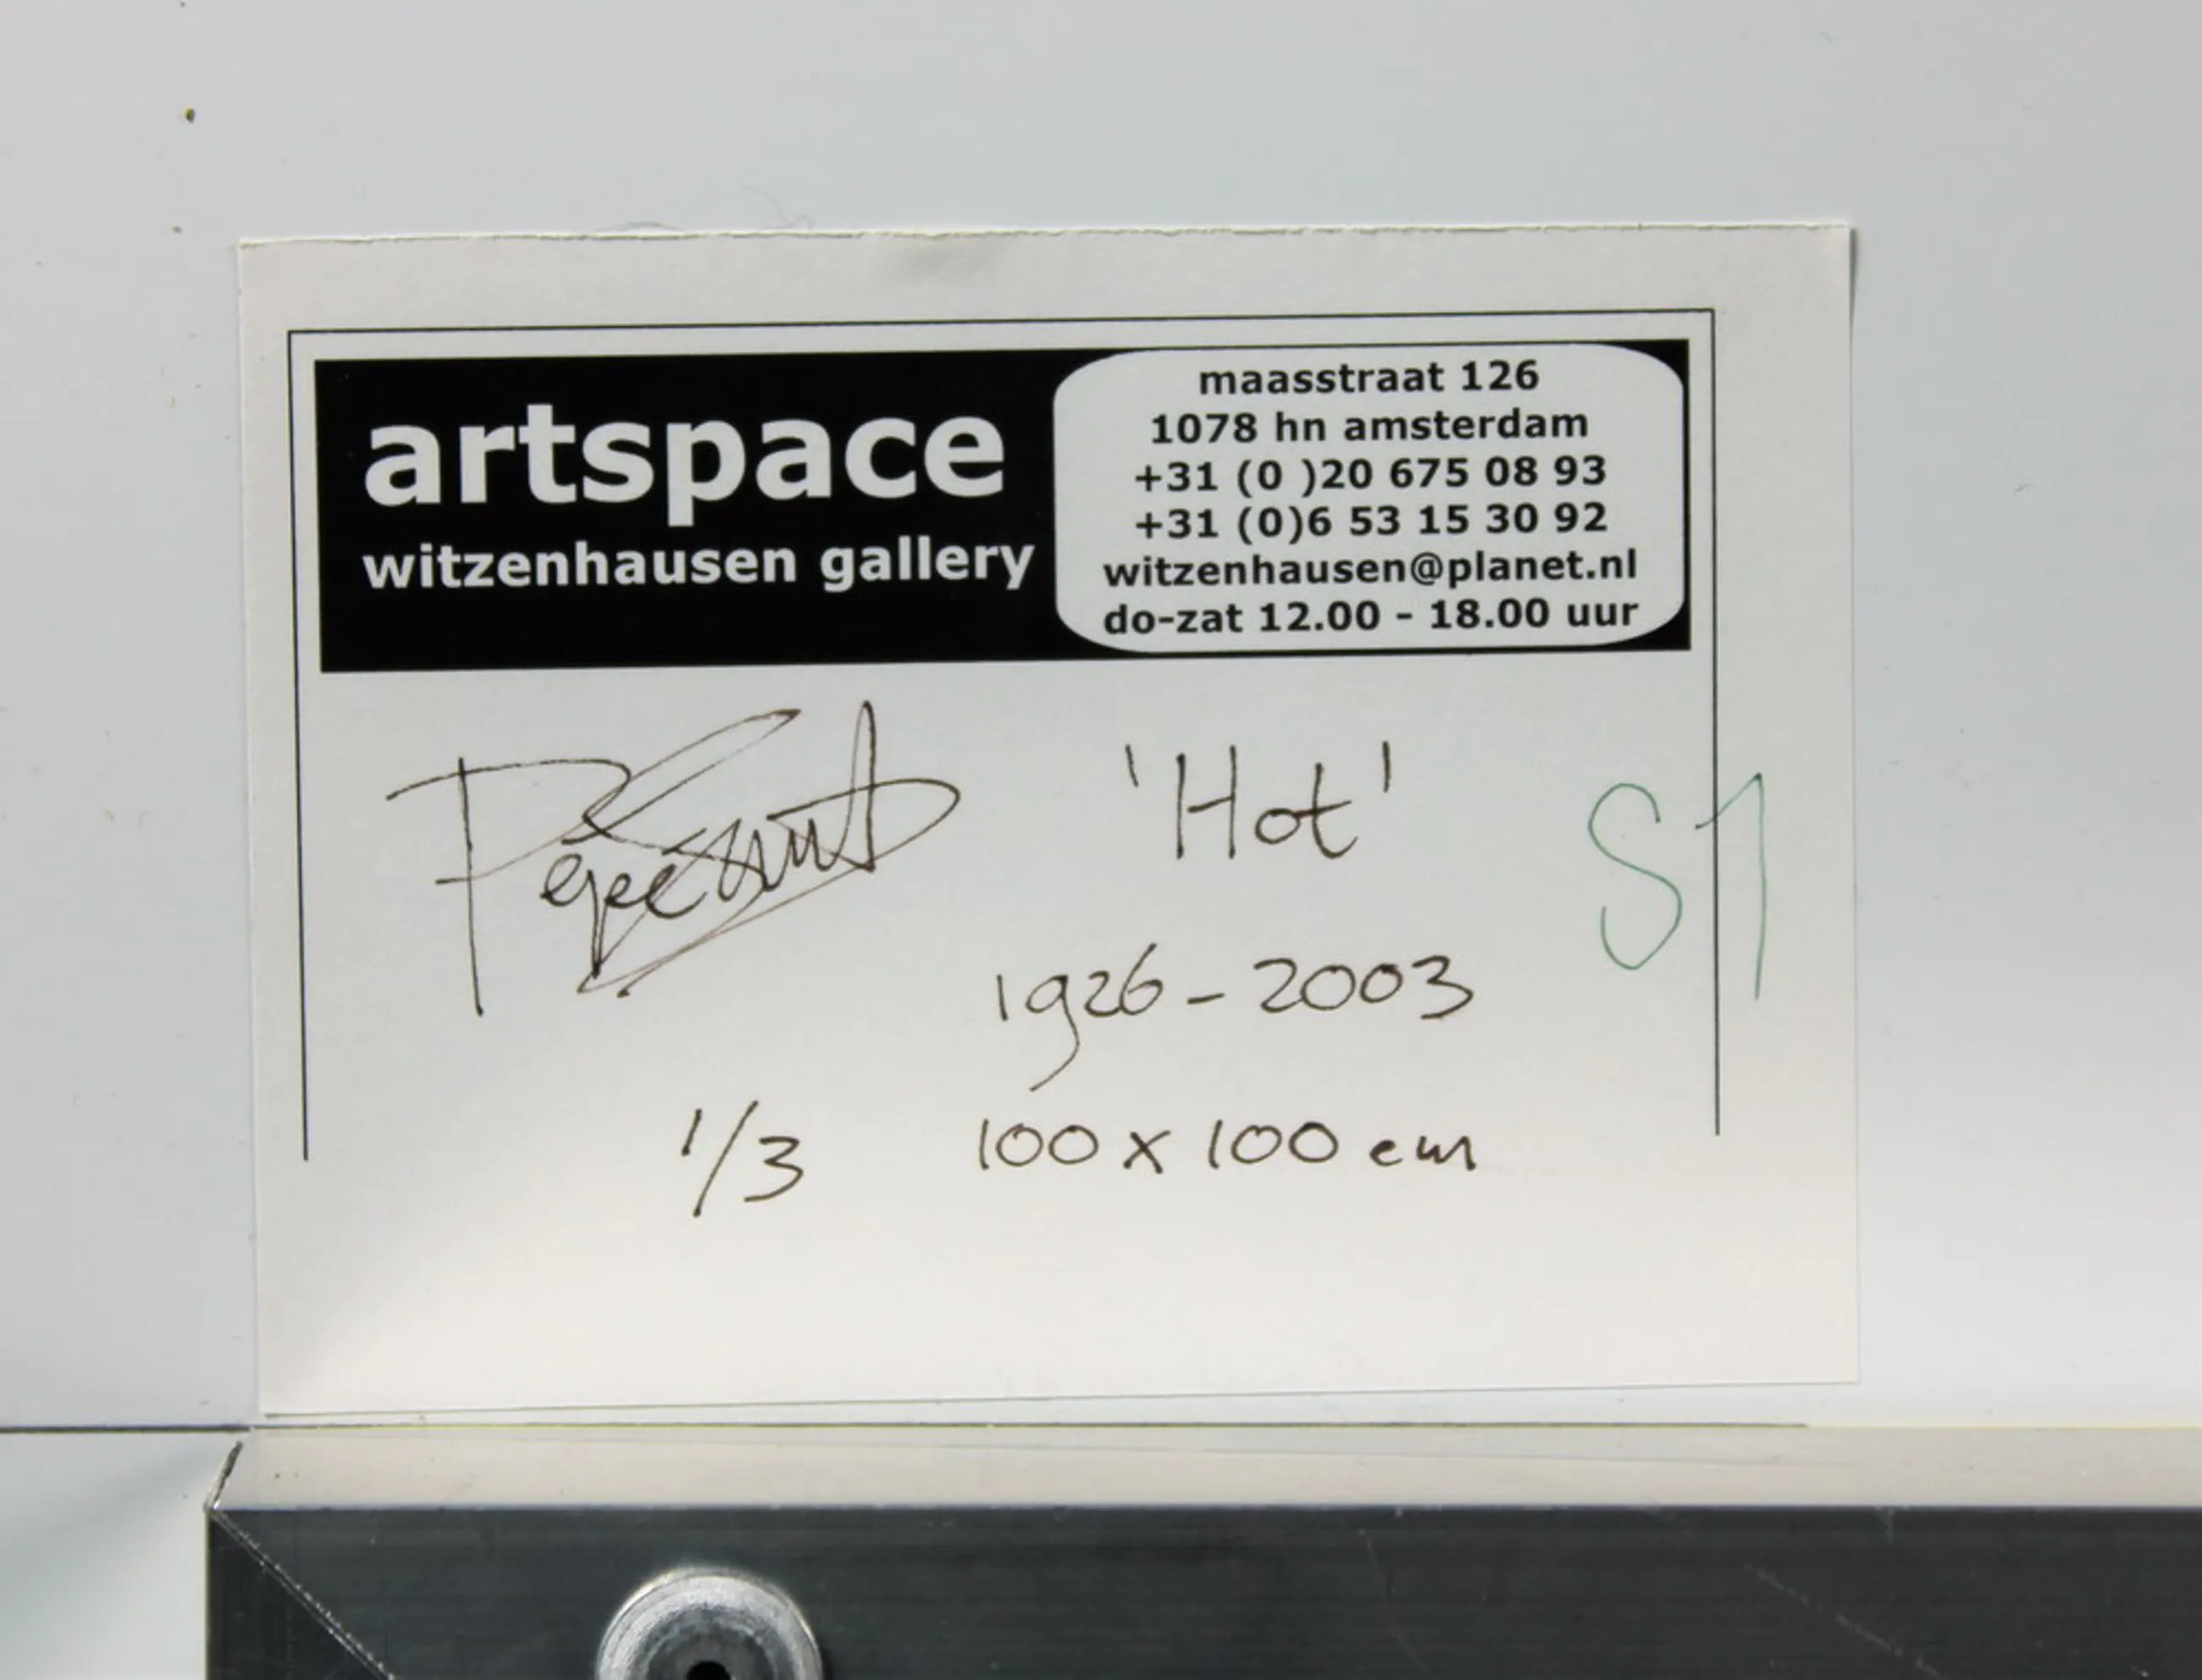 artspace
witzenhausen gallery
maasstraat 126
1078 hn amsterdam
+31 (0 )20 675 08 93
+31 (0)6 53 15 30 92
witzenhausen@planet.nl
do-zat 12.00 - 18.00 uur
'Hot'
S1
1926-2003
1/3
100 x 100 cm